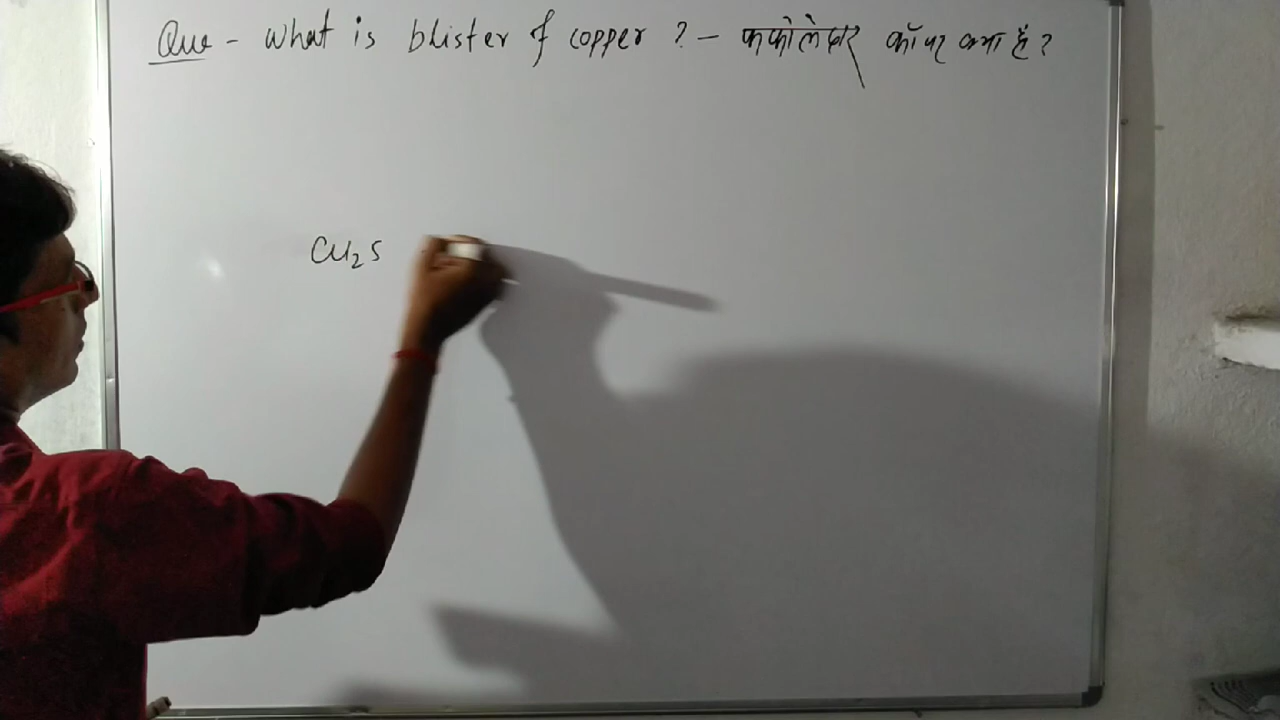 Que - What is blister of copper ? - फफोलेदार कॉपर क्या है ?
Cu2S